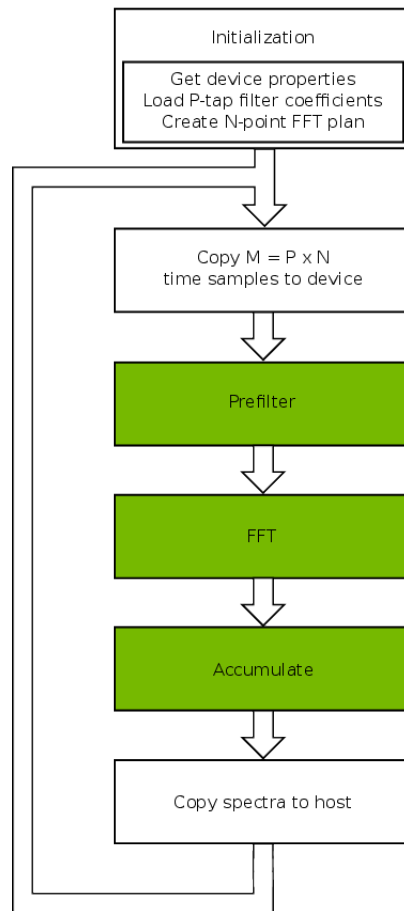 Initialization
Get device properties
Load P-tap filter coefficients
Create N-point FFT plan
Copy M = P x N
time samples to device
Prefilter
FFT
Accumulate
Copy spectra to host